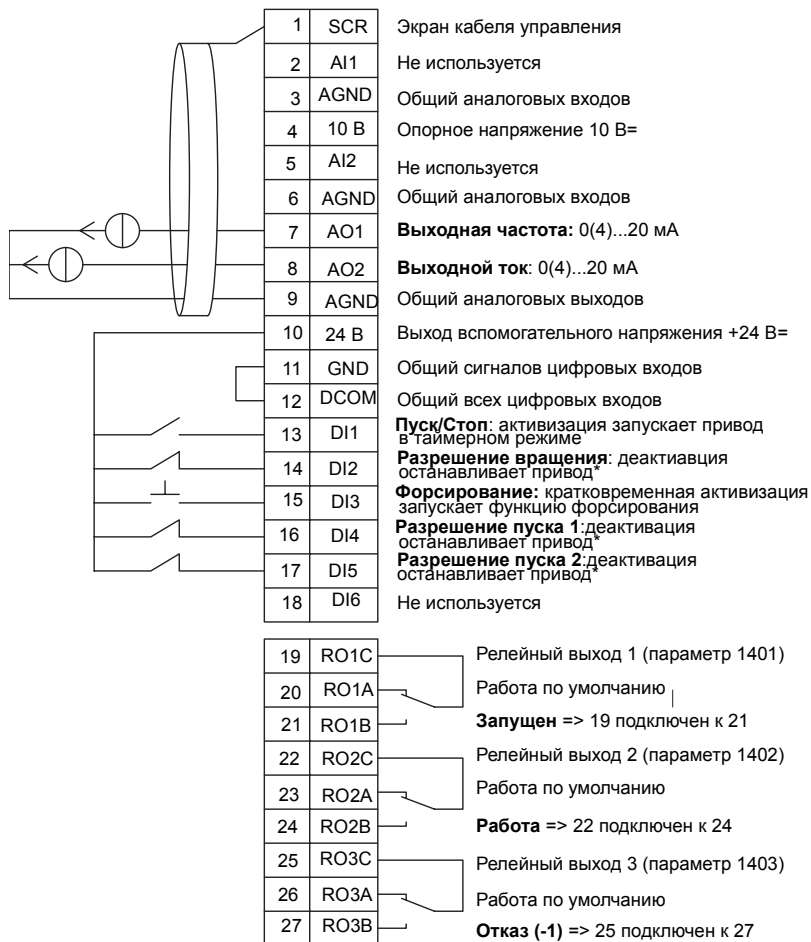 1 SCR Экран кабеля управления
2 AI1 Не используется
3 AGND Общий аналоговых входов
4 10 В Опорное напряжение 10 В=
5 AI2 Не используется
6 AGND Общий аналоговых входов
7 AO1 Выходная частота: 0(4)...20 мА
8 AO2 Выходной ток: 0(4)...20 мА
9 AGND Общий аналоговых выходов
10 24 В Выход вспомогательного напряжения +24 В=
11 GND Общий сигналов цифровых входов
12 DCOM Общий всех цифровых входов
13 DI1 Пуск/Стоп: активизация запускает привод
в таймерном режиме
14 DI2 Разрешение вращения: деактиавция
останавливает привод*
15 DI3 Форсирование: кратковременная активизация
запускает функцию форсирования
16 DI4 Разрешение пуска 1:деактивация
останавливает привод*
17 DI5 Разрешение пуска 2:деактивация
останавливает привод*
18 DI6 Не используется
19 RO1C Релейный выход 1 (параметр 1401)
20 RO1A Работа по умолчанию
21 RO1B Запущен => 19 подключен к 21
22 RO2C Релейный выход 2 (параметр 1402)
23 RO2A Работа по умолчанию
24 RO2B Работа => 22 подключен к 24
25 RO3C Релейный выход 3 (параметр 1403)
26 RO3A Работа по умолчанию
27 RO3B Отказ (-1) => 25 подключен к 27